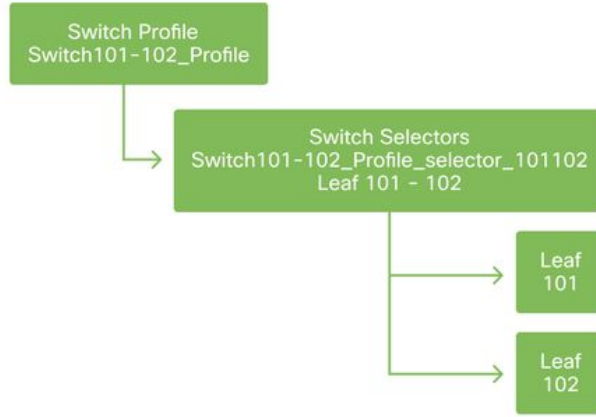 Switch Profile
Switch101-102_Profile
Switch Selectors
Switch101-102_Profile_selector_101102
Leaf 101 - 102
Leaf
101
Leaf
102